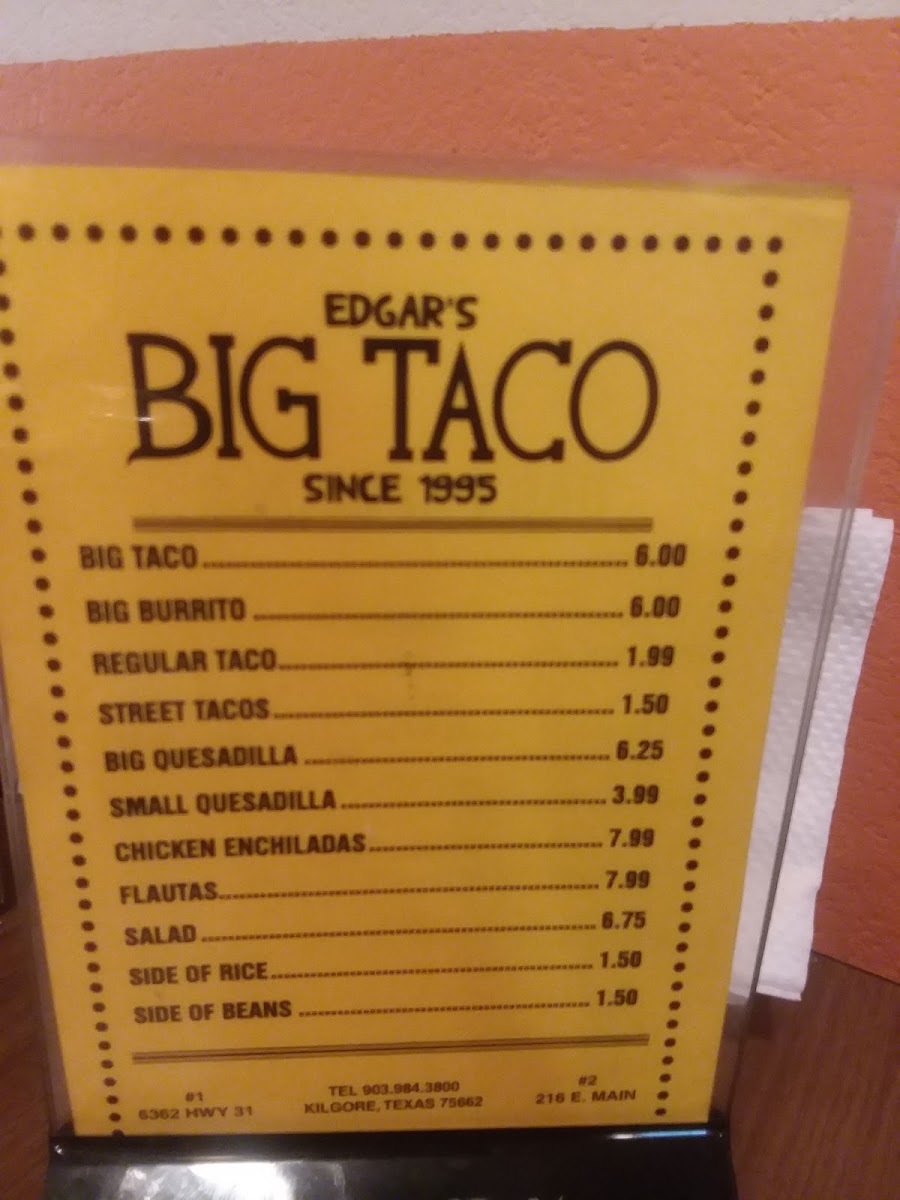 EDGAR'S
BIG TACO
SINCE 1995
BIG TACO 6.00
BIG BURRITO 6.00
REGULAR TACO 1.99
STREET TACOS 1.50
BIG QUESADILLA 6.25
SMALL QUESADILLA 3.99
CHICKEN ENCHILADAS 7.99
FLAUTAS 7.99
SALAD 6.75
SIDE OF RICE 1.50
SIDE OF BEANS 1.50
#1
6362 HWY 31
TEL 903.984.3800
KILGORE, TEXAS 75662
#2
216 E. MAIN